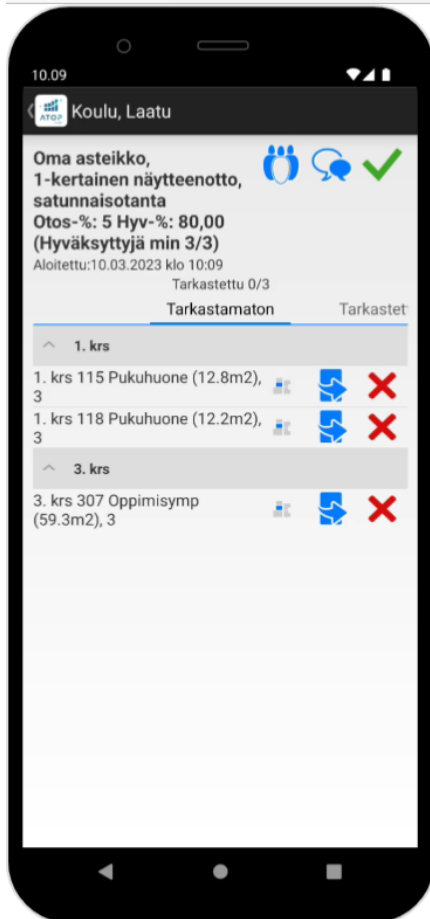 10.09
ATOP
Koulu, Laatu
Oma asteikko,
1-kertainen näytteenotto,
satunnaisotanta
Otos-%: 5 Hyv-%: 80,00
(Hyväksyttyjä min 3/3)
Aloitettu:10.03.2023 klo 10:09
Tarkastettu 0/3
Tarkastamaton
Tarkastet
1. krs
1. krs 115 Pukuhuone (12.8m2),
3
1. krs 118 Pukuhuone (12.2m2),
3
3. krs
3. krs 307 Oppimisymp
(59.3m2), 3